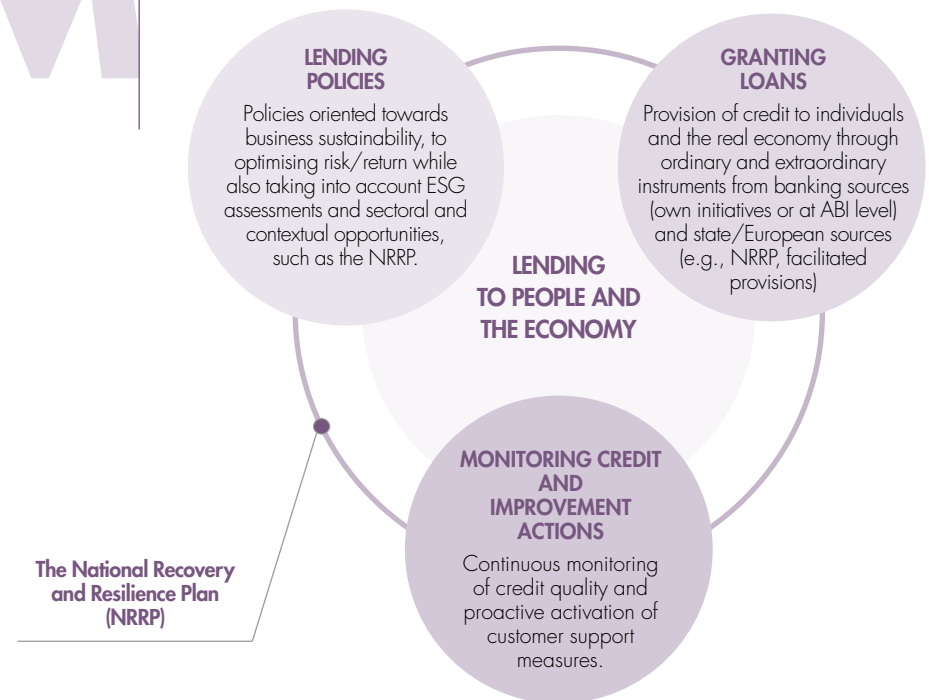 LENDING
POLICIES
Policies oriented towards
business sustainability, to
optimising risk/return while
also taking into account ESG
assessments and sectoral and
contextual opportunities,
such as the NRRP.
GRANTING
LOANS
Provision of credit to individuals
and the real economy through
ordinary and extraordinary
instruments from banking sources
(own initiatives or at ABI level)
and state/European sources
(e.g., NRRP, facilitated
provisions)
LENDING
TO PEOPLE AND
THE ECONOMY
MONITORING CREDIT
AND
IMPROVEMENT
ACTIONS
Continuous monitoring
of credit quality and
proactive activation of
customer support
measures.
The National Recovery
and Resilience Plan
(NRRP)